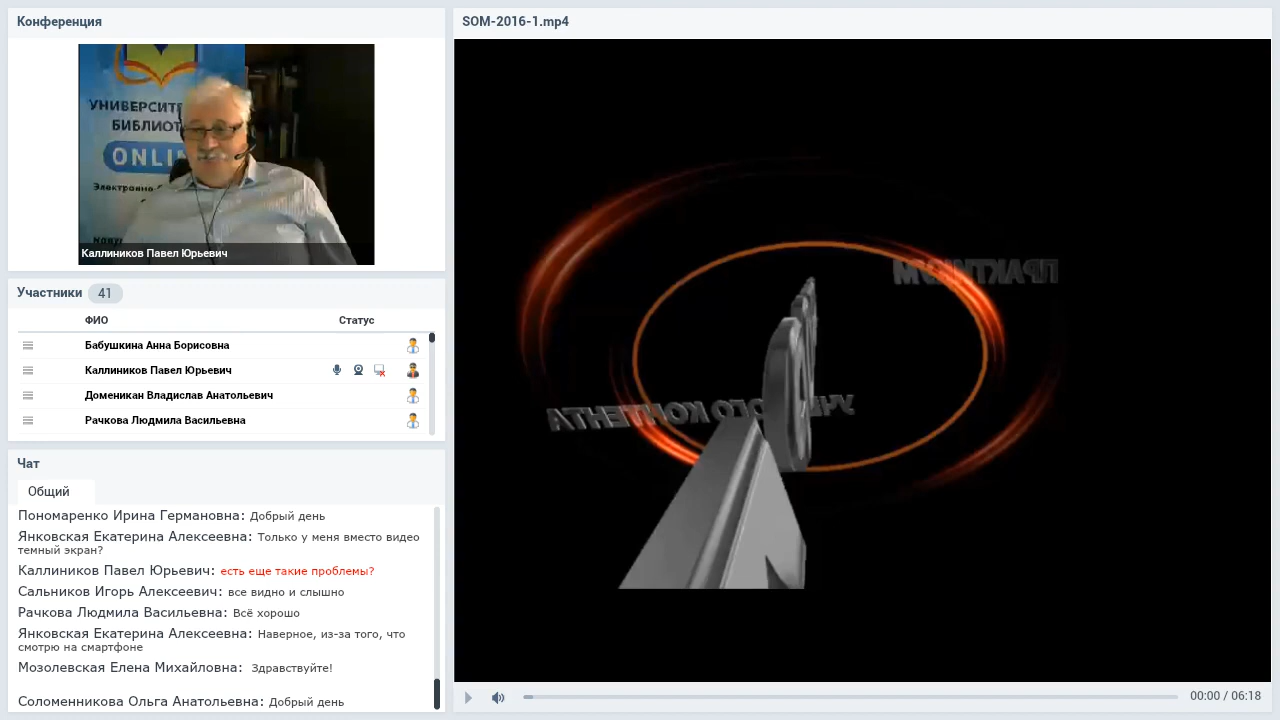 Конференция
УНИВЕРСИТ
БИБЛИОТ
ONLI
Электронно
Каллиников Павел Юрьевич
Участники 41
ФИО Статус
Бабушкина Анна Борисовна
Каллиников Павел Юрьевич
Доменикан Владислав Анатольевич
Рачкова Людмила Васильевна
Чат
Общий
Пономаренко Ирина Германовна: Добрый день
Янковская Екатерина Алексеевна: Только у меня вместо видео
темный экран?
Каллиников Павел Юрьевич: есть еще такие проблемы?
Сальников Игорь Алексеевич: все видно и слышно
Рачкова Людмила Васильевна: Всё хорошо
Янковская Екатерина Алексеевна: Наверное, из-за того, что
смотрю на смартфоне
Мозолевская Елена Михайловна: Здравствуйте!
Соломенникова Ольга Анатольевна: Добрый день
SOM-2016-1.mp4
ПРАКТИКУМ
КОНТЕНТА
00:00 / 06:18